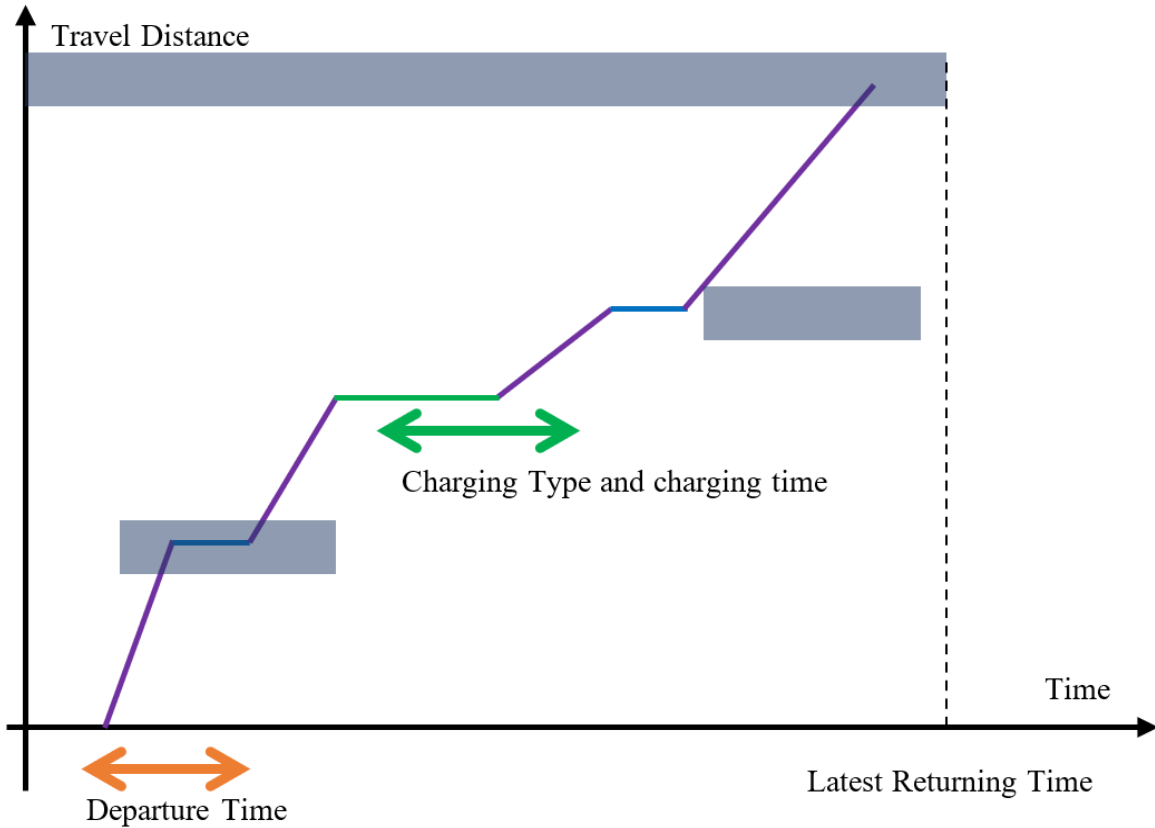 Travel Distance
Charging Type and charging time
Time
Latest Returning Time
Departure Time